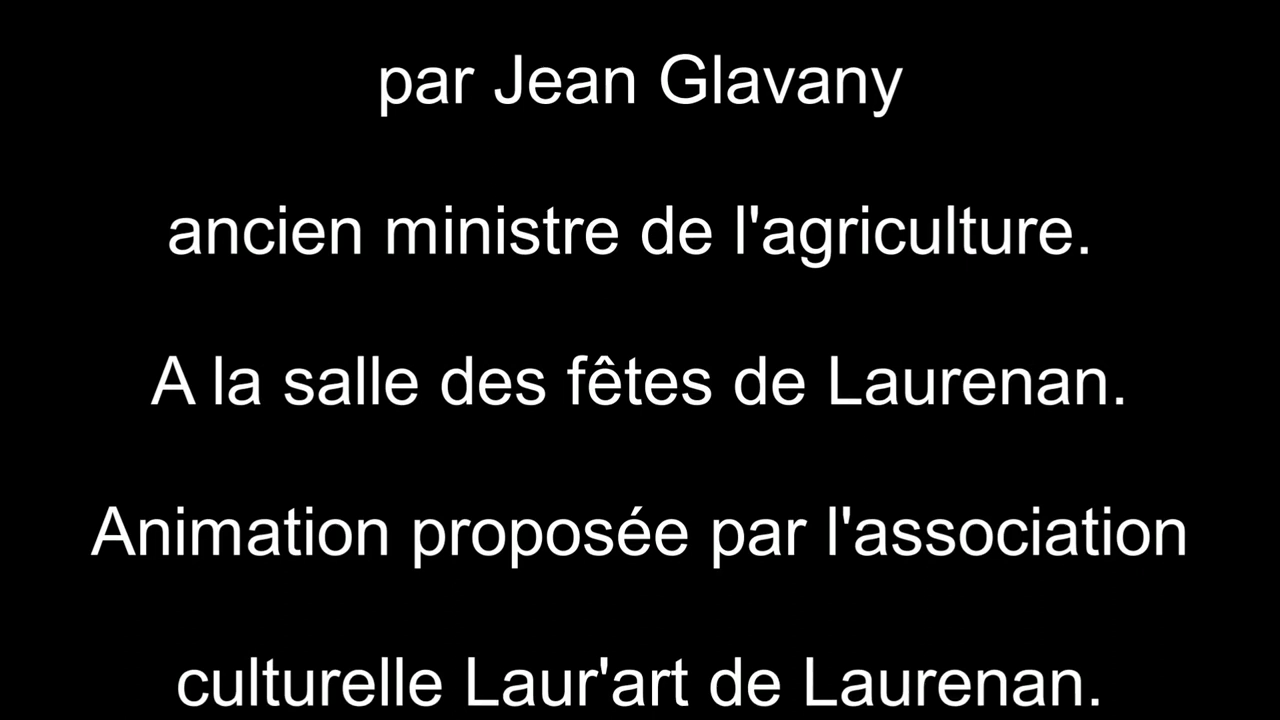 par Jean Glavany
ancien ministre de l'agriculture.
A la salle des fêtes de Laurenan.
Animation proposée par l'association
culturelle Laur'art de Laurenan.